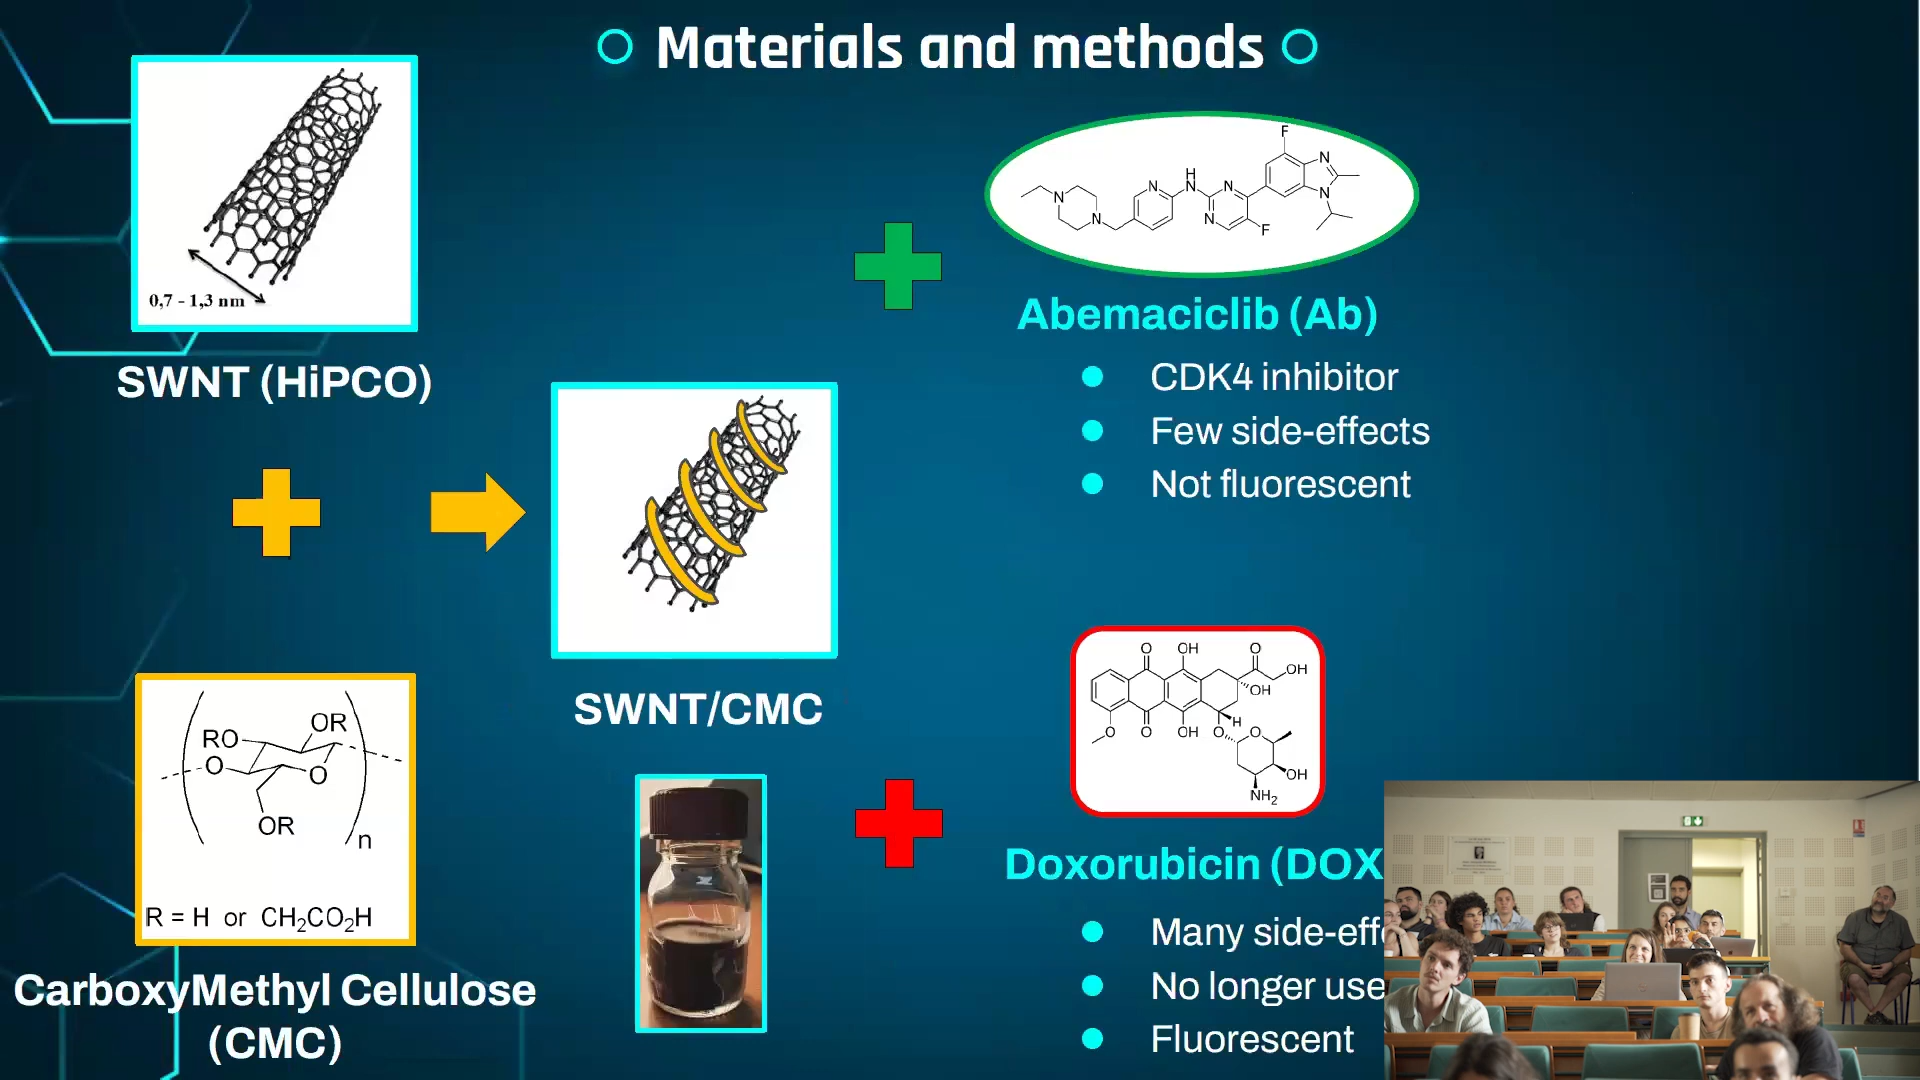 Materials and methods
0,7 - 1,3 nm
SWNT (HiPCO)
OR
RO
O
O
OR
n
R = H or CH₂CO₂H
CarboxyMethyl Cellulose
(CMC)
SWNT/CMC
F
N
N
N
N
N
H
N
N
N
F
Abemaciclib (Ab)
CDK4 inhibitor
Few side-effects
Not fluorescent
O
OH
O
OH
OH
O
O
OH
O
H
O
OH
NH₂
Doxorubicin (DOX
Many side-effe
No longer use
Fluorescent